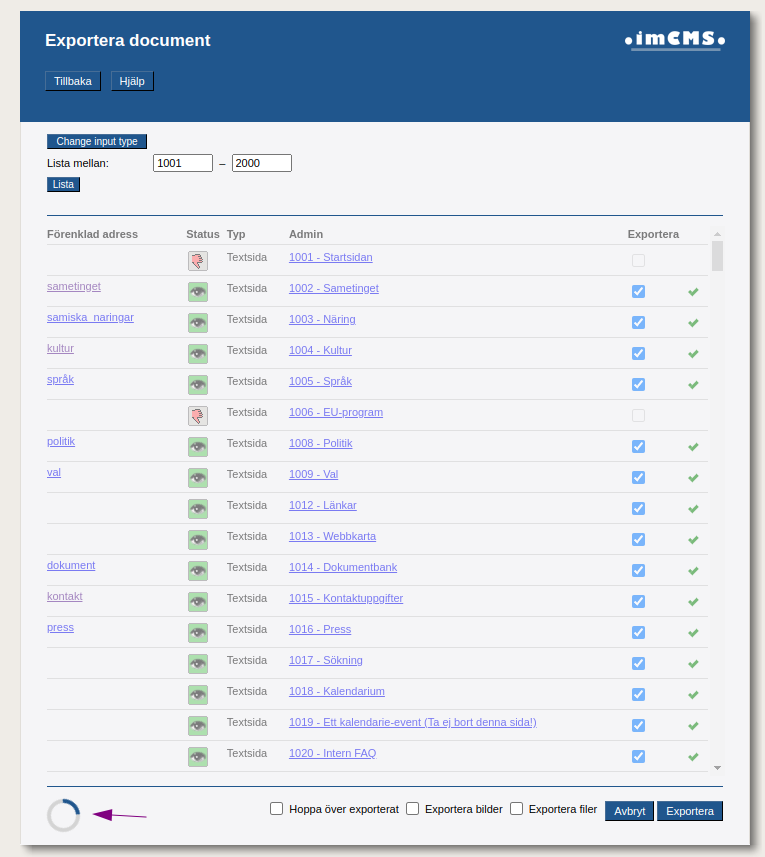 Exportera document
imCMS
Tillbaka Hjälp
Change input type
Lista mellan: 1001 – 2000
Lista
Förenklad adress Status Typ Admin Exportera
Textsida 1001 - Startsidan
sametinget Textsida 1002 - Sametinget
samiska_naringar Textsida 1003 - Näring
kultur Textsida 1004 - Kultur
språk Textsida 1005 - Språk
Textsida 1006 - EU-program
politik Textsida 1008 - Politik
val Textsida 1009 - Val
Textsida 1012 - Länkar
Textsida 1013 - Webbkarta
dokument Textsida 1014 - Dokumentbank
kontakt Textsida 1015 - Kontaktuppgifter
press Textsida 1016 - Press
Textsida 1017 - Sökning
Textsida 1018 - Kalendarium
Textsida 1019 - Ett kalendarie-event (Ta ej bort denna sida!)
Textsida 1020 - Intern FAQ
Hoppa över exporterat Exportera bilder Exportera filer Avbryt Exportera